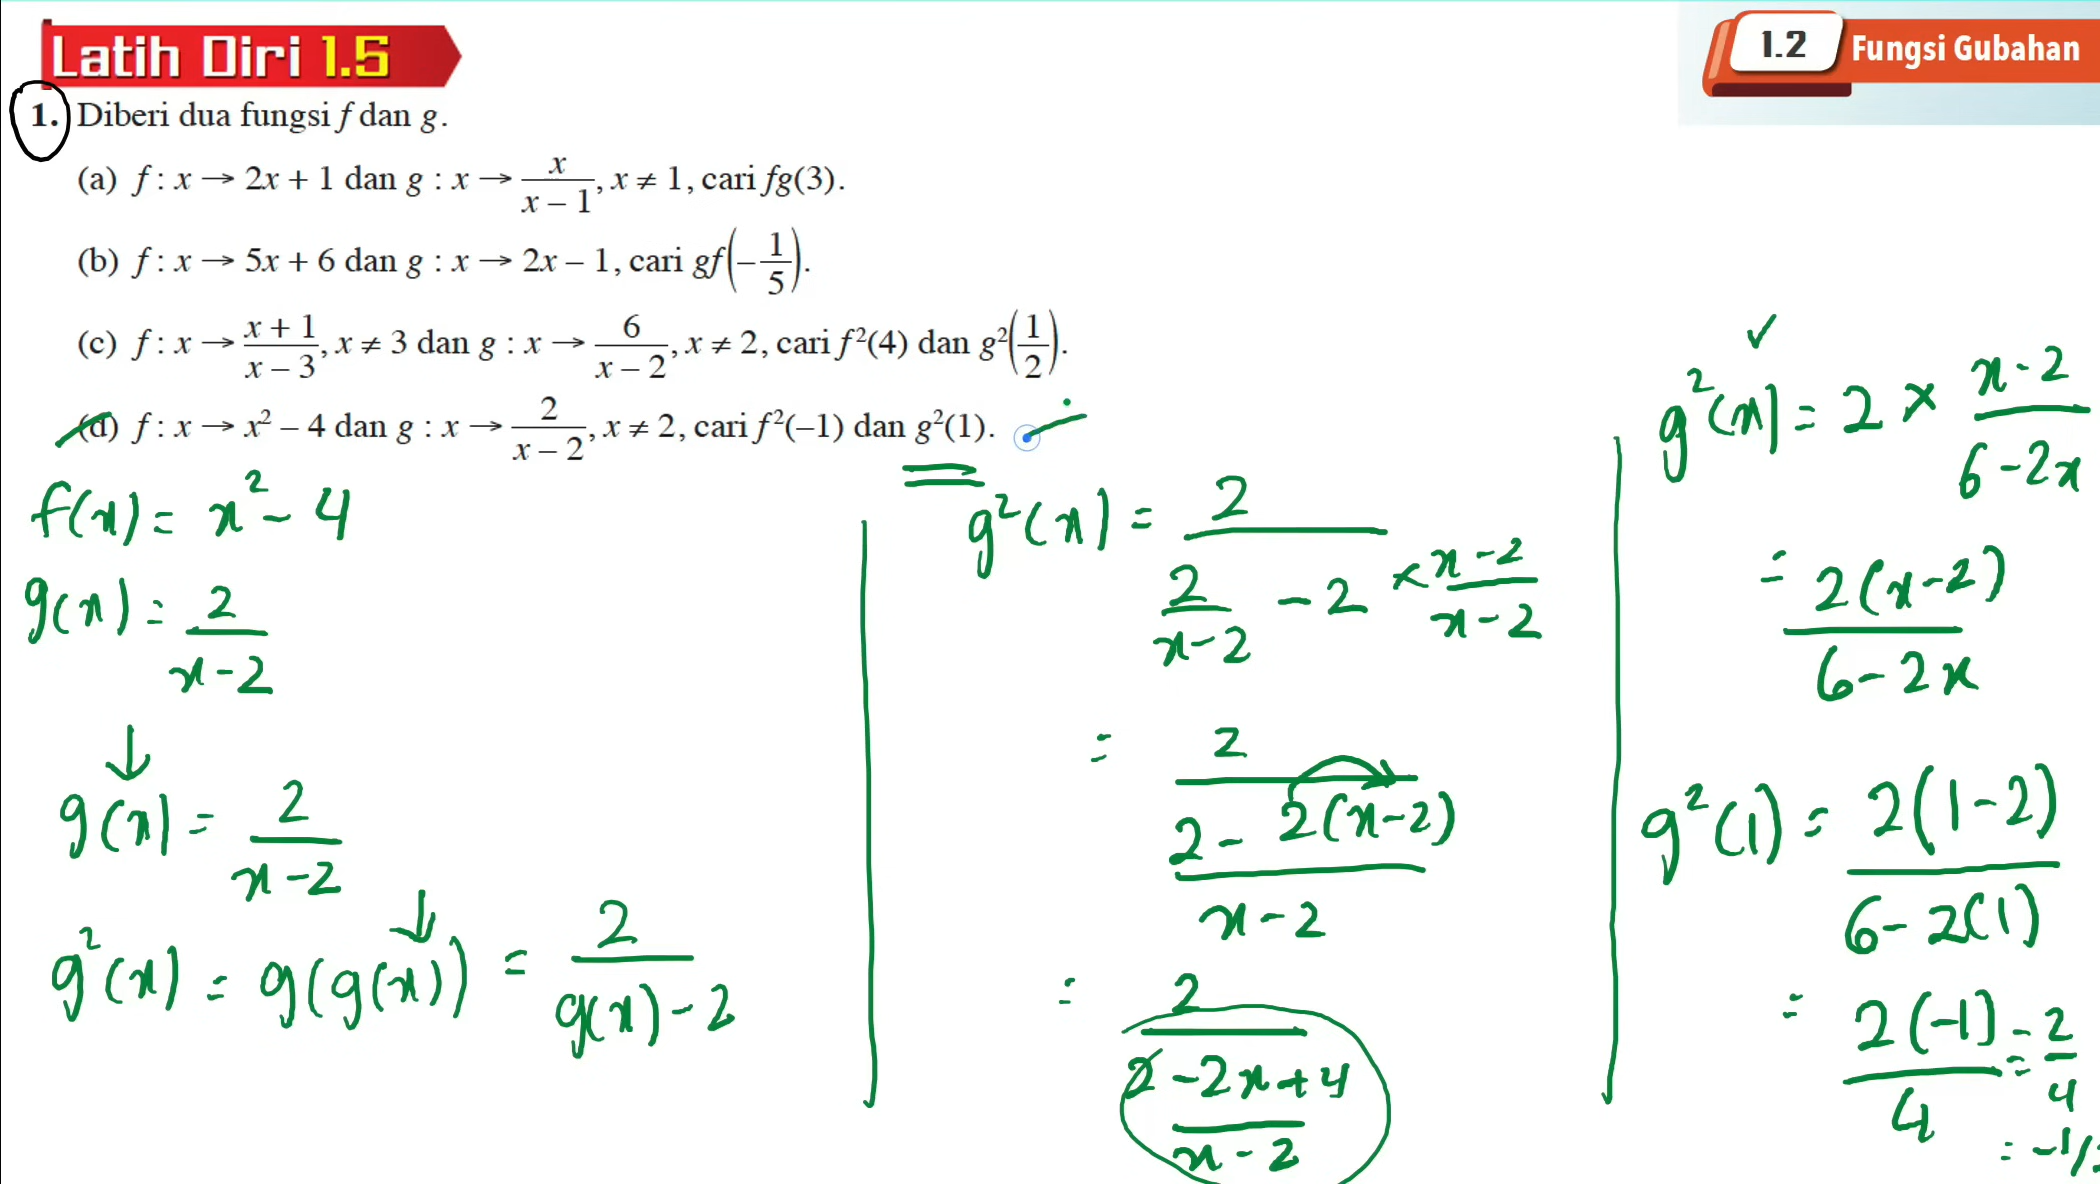 Latih Diri 1.5
1.2 Fungsi Gubahan
1. Diberi dua fungsi f dan g.
(a) f : x → 2x + 1 dan g : x → x/(x – 1), x ≠ 1, cari fg(3).
(b) f : x → 5x + 6 dan g : x → 2x – 1, cari gf(–1/5).
(c) f : x → (x + 1)/(x – 3), x ≠ 3 dan g : x → 6/(x – 2), x ≠ 2, cari f²(4) dan g²(1/2).
(d) f : x → x² – 4 dan g : x → 2/(x – 2), x ≠ 2, cari f²(–1) dan g²(1).
f(x) = x² - 4
g(x) = 2/(x-2)
g(x) = 2/(x-2)
g²(x) = g(g(x)) = 2/(g(x)-2)
g²(x) = 2/(2/(x-2) - 2 × (x-2)/(x-2))
= 2/((2-2(x-2))/(x-2))
= 2/((2-2x+4)/(x-2))
g²(x) = 2 × (x-2)/(6-2x)
= 2(x-2)/(6-2x)
g²(1) = 2(1-2)/(6-2(1))
= 2(-1)/4 = -2/4
= -1/